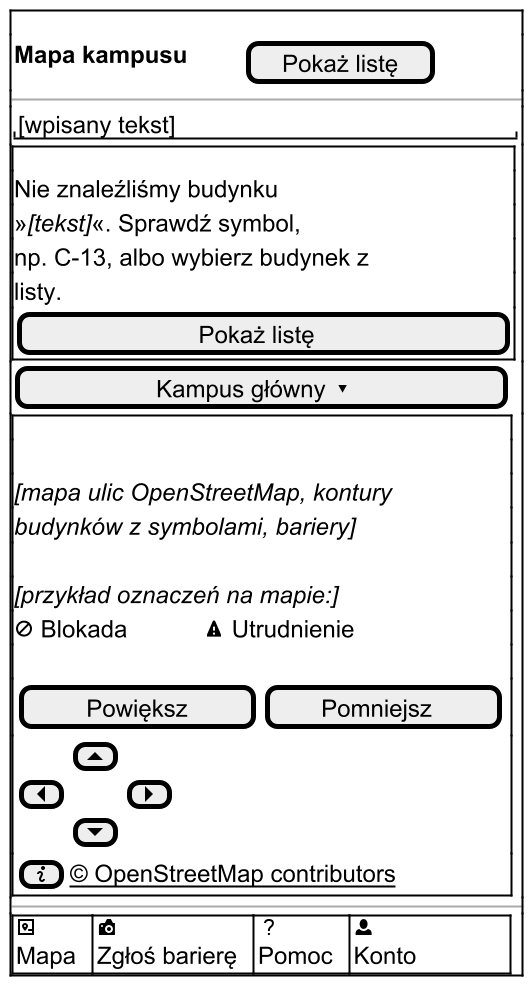 Mapa kampusu
Pokaż listę
[wpisany tekst]
Nie znaleźliśmy budynku
»[tekst]«. Sprawdź symbol,
np. C-13, albo wybierz budynek z
listy.
Pokaż listę
Kampus główny ▾
[mapa ulic OpenStreetMap, kontury
budynków z symbolami, bariery]
[przykład oznaczeń na mapie:]
Blokada Utrudnienie
Powiększ Pomniejsz
i © OpenStreetMap contributors
?
Mapa Zgłoś barierę Pomoc Konto